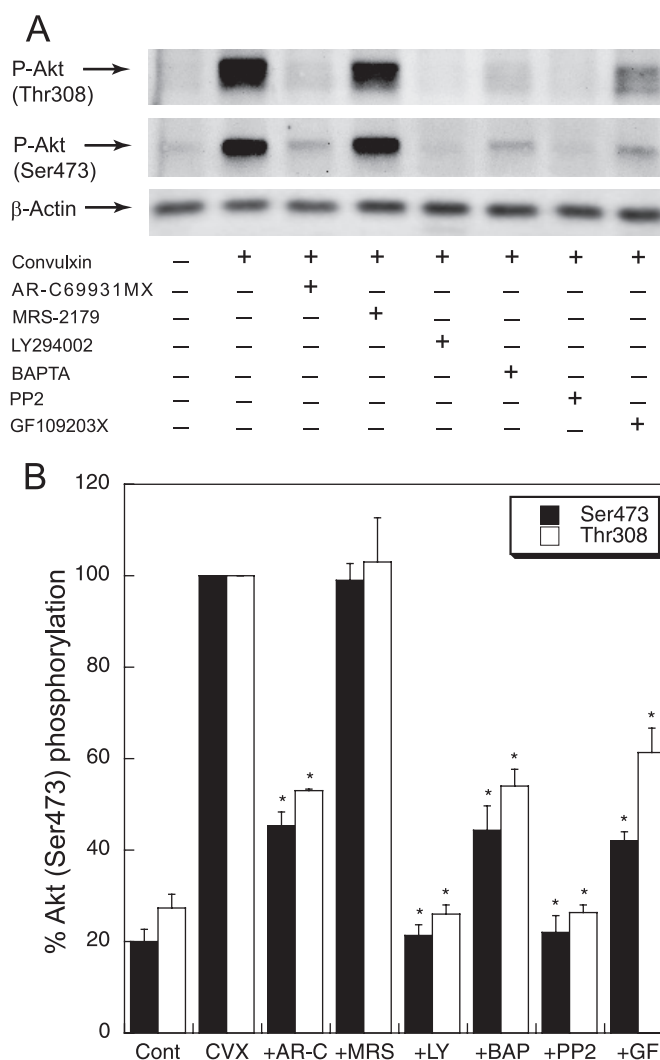 A
P-Akt
(Thr308)
P-Akt
(Ser473)
β-Actin
Convulxin — + + + + + + +
AR-C69931MX — — + — — — — —
MRS-2179 — — — + — — — —
LY294002 — — — — + — — —
BAPTA — — — — — + — —
PP2 — — — — — — + —
GF109203X — — — — — — — +
B
% Akt (Ser473) phosphorylation
120
100
80
60
40
20
0
Ser473
Thr308
* * * * * * * * * *
Cont CVX +AR-C +MRS +LY +BAP +PP2 +GF